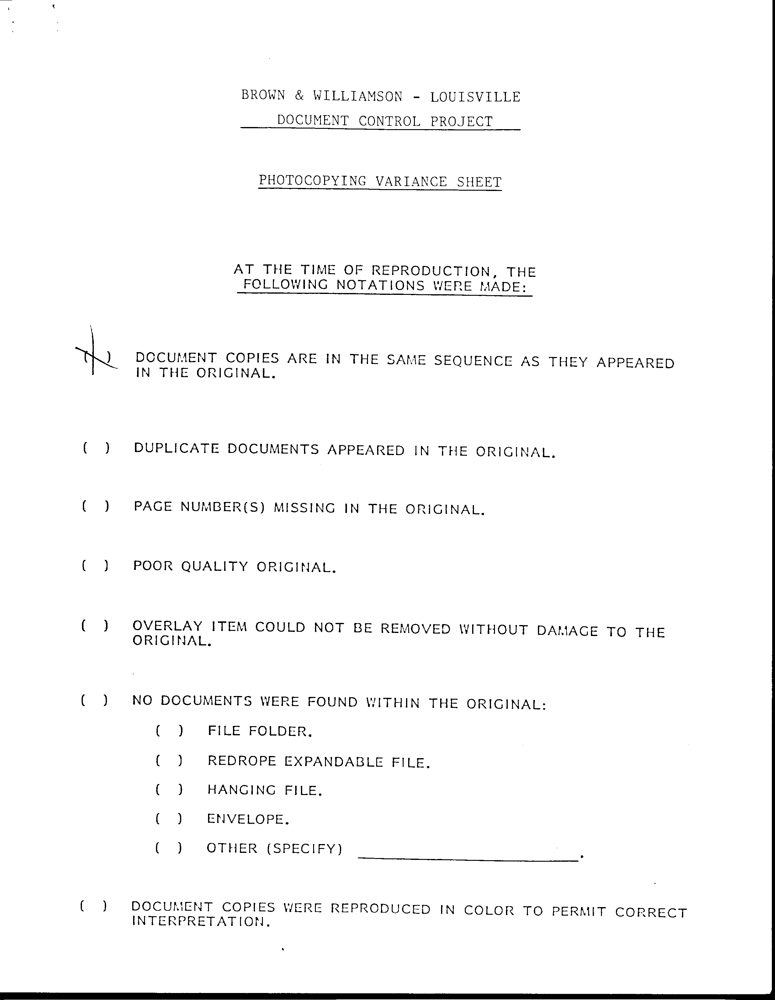 BROWN & WILLIAMSON - LOUISVILLE
DOCUMENT CONTROL PROJECT
PHOTOCOPYING VARIANCE SHEET
AT THE TIME OF REPRODUCTION, THE
FOLLOWING NOTATIONS WERE MADE:
(X) DOCUMENT COPIES ARE IN THE SAME SEQUENCE AS THEY APPEARED
IN THE ORIGINAL.
( ) DUPLICATE DOCUMENTS APPEARED IN THE ORIGINAL.
( ) PAGE NUMBER(S) MISSING IN THE ORIGINAL.
( ) POOR QUALITY ORIGINAL.
( ) OVERLAY ITEM COULD NOT BE REMOVED WITHOUT DAMAGE TO THE
ORIGINAL.
( ) NO DOCUMENTS WERE FOUND WITHIN THE ORIGINAL:
( ) FILE FOLDER.
( ) REDROPE EXPANDABLE FILE.
( ) HANGING FILE.
( ) ENVELOPE.
( ) OTHER (SPECIFY) ____________________.
( ) DOCUMENT COPIES WERE REPRODUCED IN COLOR TO PERMIT CORRECT
INTERPRETATION.